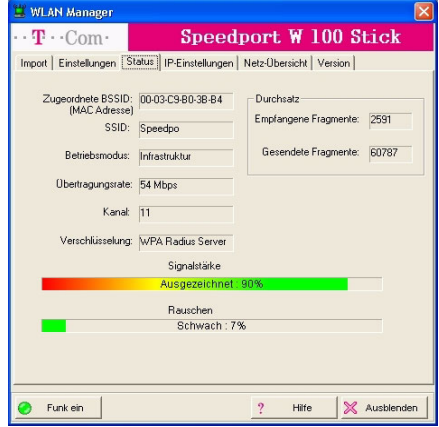 WLAN Manager
··T··Com· Speedport W 100 Stick
Import Einstellungen Status IP-Einstellungen Netz-Übersicht Version
Zugeordnete BSSID: 00-03-C9-B0-3B-B4
(MAC Adresse)
SSID: Speedpo
Betriebsmodus: Infrastruktur
Übertragungsrate: 54 Mbps
Kanal: 11
Verschlüsselung: WPA Radius Server
Durchsatz
Empfangene Fragmente: 2591
Gesendete Fragmente: 60787
Signalstärke
Ausgezeichnet : 90%
Rauschen
Schwach : 7%
Funk ein
? Hilfe
Ausblenden